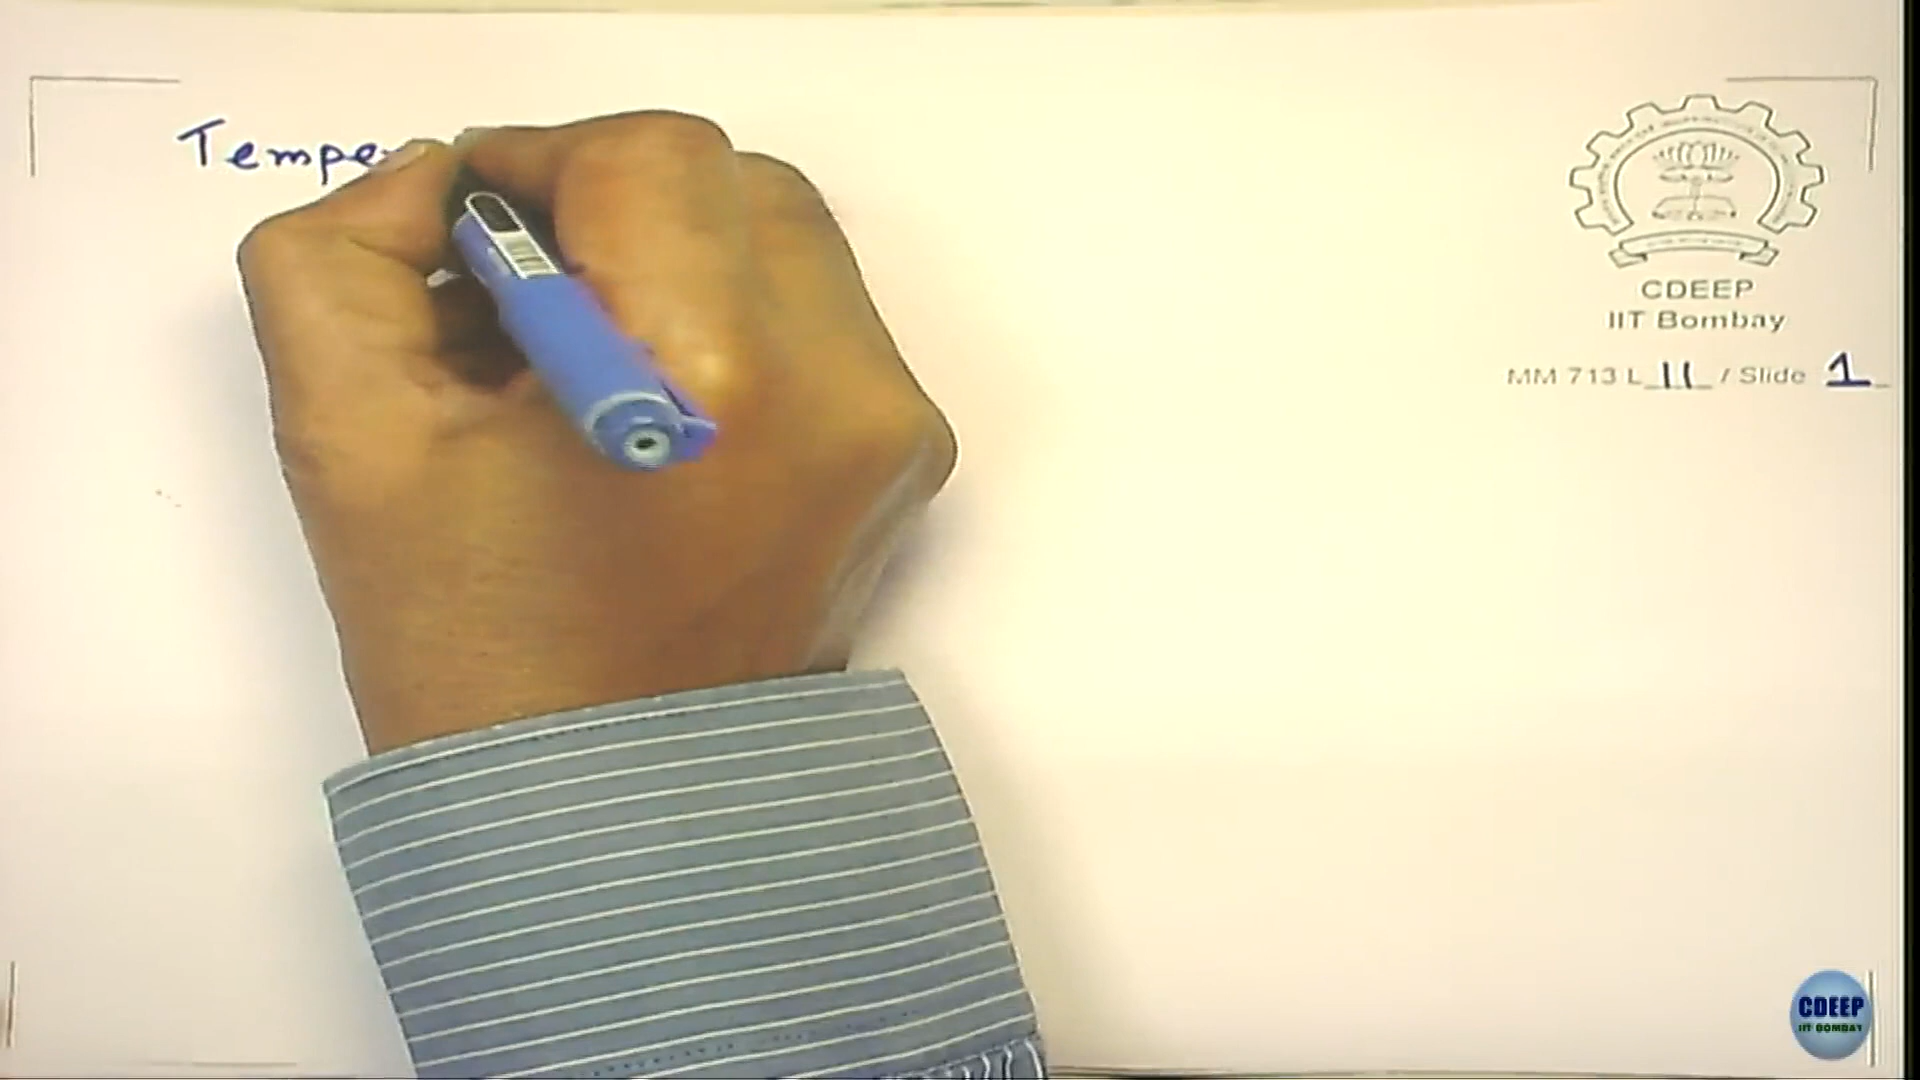 Tempe
CDEEP
IIT Bombay
MM 713 L 11 / Slide 1
CDEEP
IIT BOMBAY